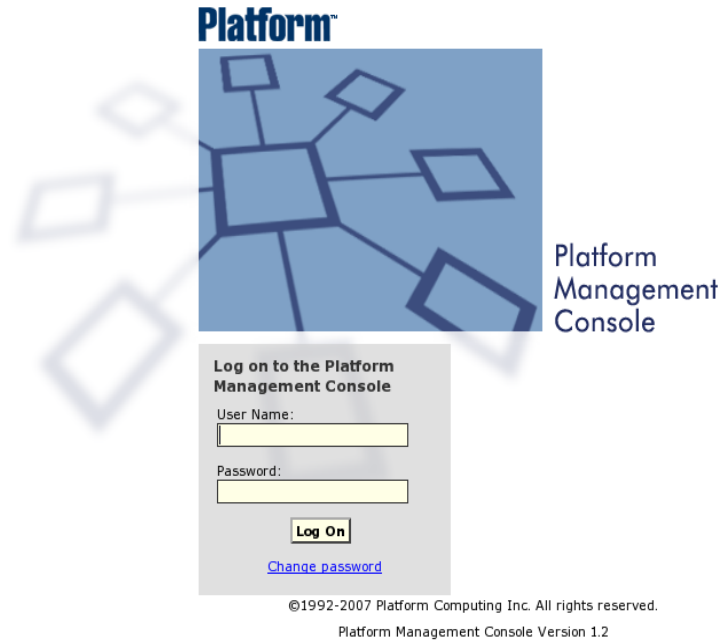 Platform™
Platform
Management
Console
Log on to the Platform
Management Console
User Name:
Password:
Log On
Change password
©1992-2007 Platform Computing Inc. All rights reserved.
Platform Management Console Version 1.2